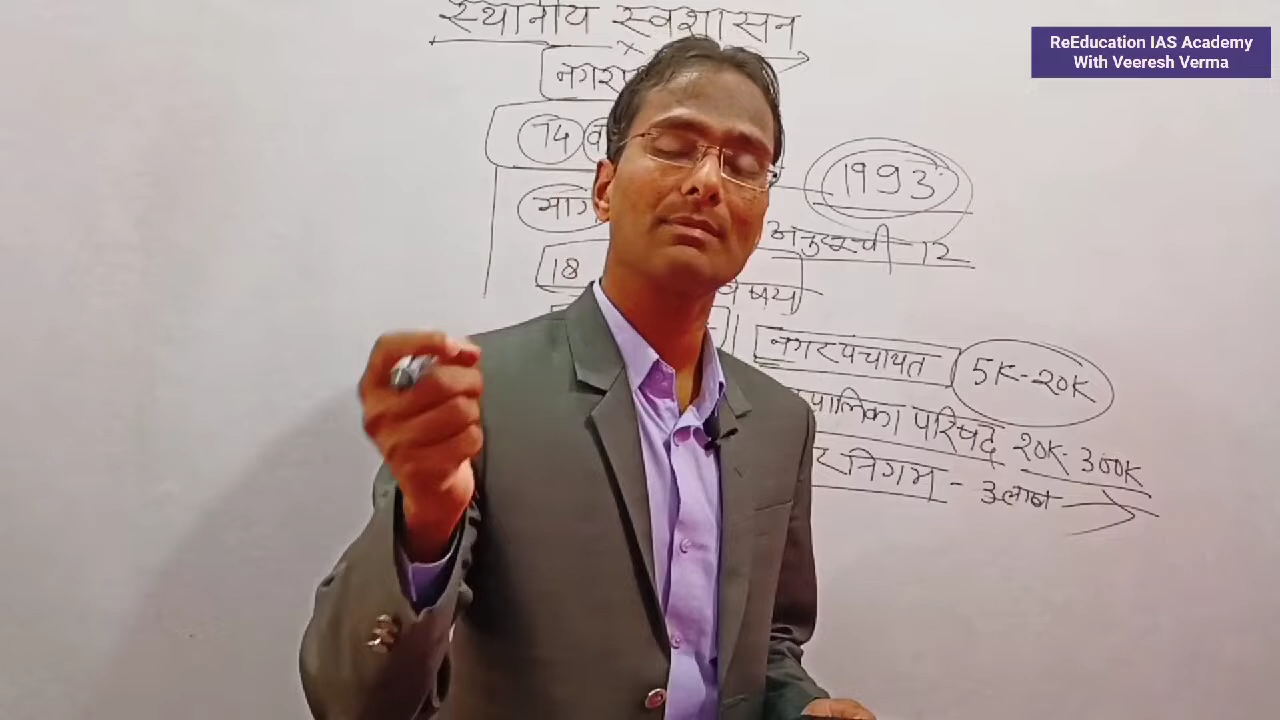 ReEducation IAS Academy
With Veeresh Verma
स्थानीय स्वशासन
74
1993
अनुसूची-12
18
विषय
नगरपंचायत 5K-20K
परिषद् 20K-300K
निगम - 3लाख